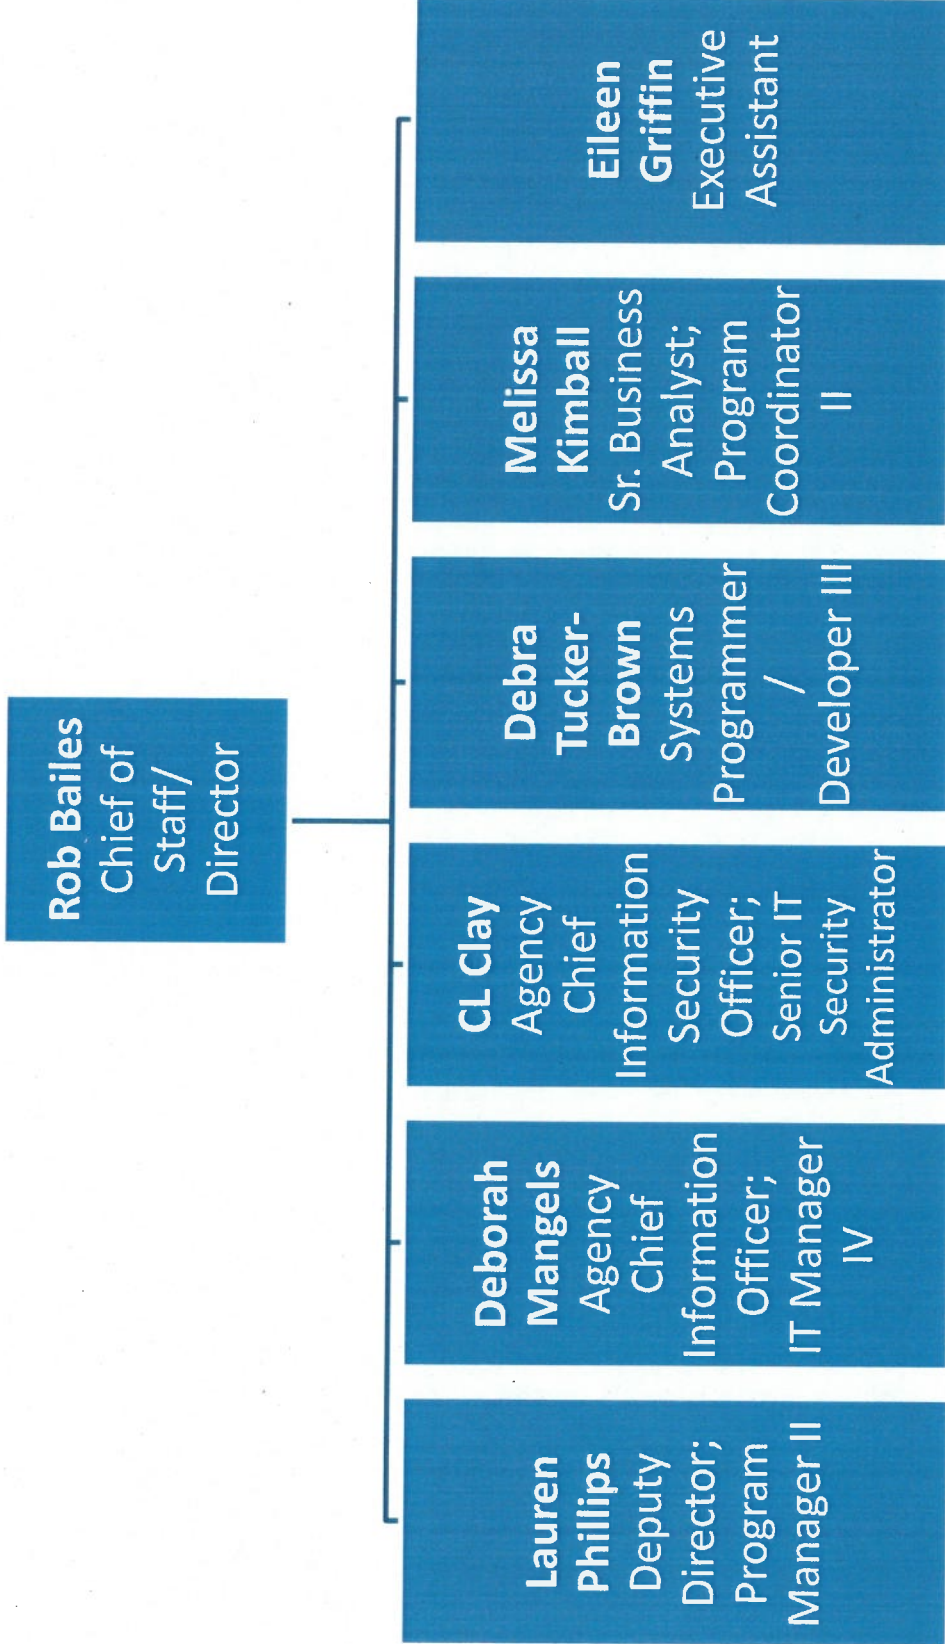 Rob Bailes
Chief of
Staff/
Director
Lauren
Phillips
Deputy
Director;
Program
Manager II
Deborah
Mangels
Agency
Chief
Information
Officer;
IT Manager
IV
CL Clay
Agency
Chief
Information
Security
Officer;
Senior IT
Security
Administrator
Debra
Tucker-
Brown
Systems
Programmer
/
Developer III
Melissa
Kimball
Sr. Business
Analyst;
Program
Coordinator
II
Eileen
Griffin
Executive
Assistant